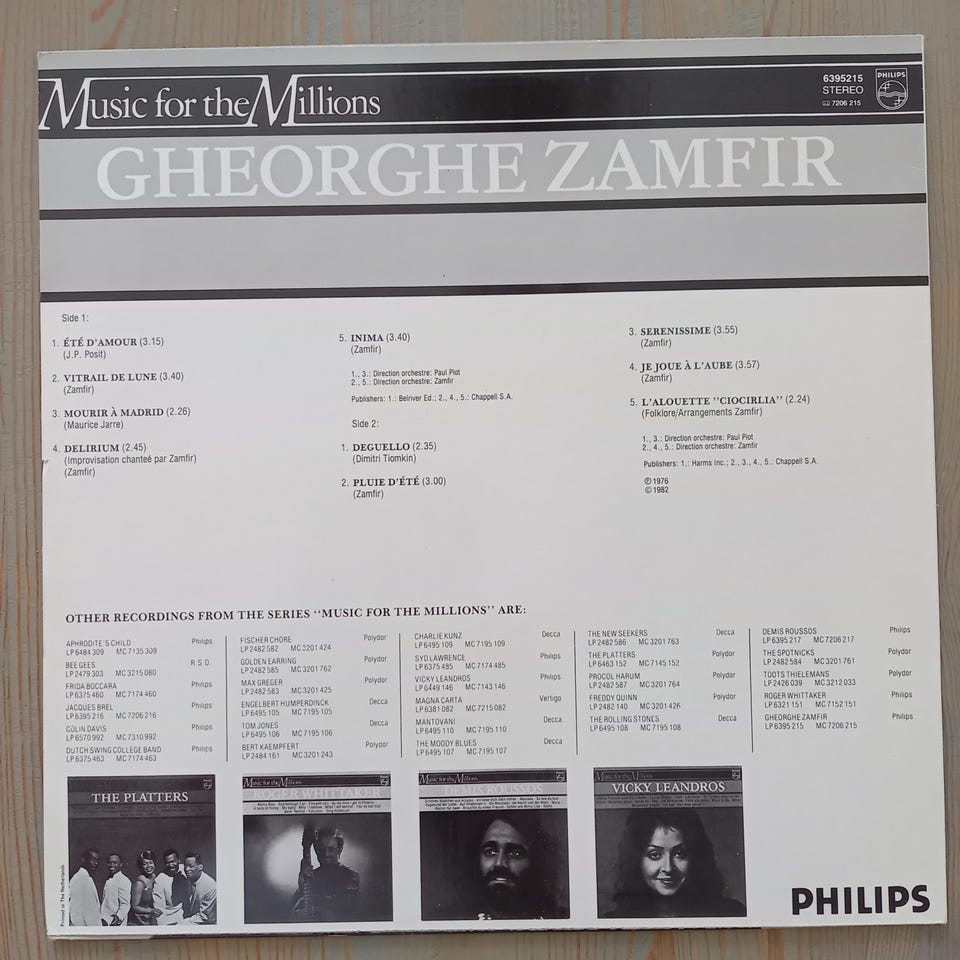 Music for the Millions
6395215
STEREO
7206 215
PHILIPS
GHEORGHE ZAMFIR
Side 1:
1. ÉTÉ D'AMOUR (3.15)
(J.P. Posit)
2. VITRAIL DE LUNE (3.40)
(Zamfir)
3. MOURIR À MADRID (2.26)
(Maurice Jarre)
4. DELIRIUM (2.45)
(Improvisation chanteé par Zamfir)
(Zamfir)
5. INIMA (3.40)
(Zamfir)
1., 3.: Direction orchestre: Paul Piot
2., 5.: Direction orchestre: Zamfir
Publishers: 1.: Belriver Ed.; 2., 4., 5.: Chappell S.A.
Side 2:
1. DEGUELLO (2.35)
(Dimitri Tiomkin)
2. PLUIE D'ÉTÉ (3.00)
(Zamfir)
3. SERENISSIME (3.55)
(Zamfir)
4. JE JOUE À L'AUBE (3.57)
(Zamfir)
5. L'ALOUETTE "CIOCIRLIA" (2.24)
(Folklore/Arrangements Zamfir)
1., 3.: Direction orchestre: Paul Piot
2., 4., 5.: Direction orchestre: Zamfir
Publishers: 1.: Harms Inc.; 2., 3., 4., 5.: Chappell S.A.
℗ 1976
© 1982
OTHER RECORDINGS FROM THE SERIES "MUSIC FOR THE MILLIONS" ARE:
APHRODITE'S CHILD Philips
LP 6484 309 MC 7135 309
BEE GEES R.S.O.
LP 2479 303 MC 3215 080
FRIDA BOCCARA Philips
LP 6375 460 MC 7174 460
JACQUES BREL Philips
LP 6395 216 MC 7206 216
COLIN DAVIS Philips
LP 6570 992 MC 7310 992
DUTCH SWING COLLEGE BAND Philips
LP 6375 463 MC 7174 463
FISCHER CHORE Polydor
LP 2482 582 MC 3201 424
GOLDEN EARRING Polydor
LP 2482 585 MC 3201 762
MAX GREGER Polydor
LP 2482 583 MC 3201 425
ENGELBERT HUMPERDINCK Decca
LP 6495 105 MC 7195 105
TOM JONES Decca
LP 6495 106 MC 7195 106
BERT KAEMPFERT Polydor
LP 2484 161 MC 3201 243
CHARLIE KUNZ Decca
LP 6495 109 MC 7195 109
SYD LAWRENCE Philips
LP 6375 485 MC 7174 485
VICKY LEANDROS Philips
LP 6449 146 MC 7143 146
MAGNA CARTA Vertigo
LP 6381 082 MC 7215 082
MANTOVANI Decca
LP 6495 110 MC 7195 110
THE MOODY BLUES Decca
LP 6495 107 MC 7195 107
THE NEW SEEKERS Decca
LP 2482 586 MC 3201 763
THE PLATTERS Polydor
LP 6463 152 MC 7145 152
PROCOL HARUM Polydor
LP 2482 587 MC 3201 764
FREDDY QUINN Polydor
LP 2482 140 MC 3201 426
THE ROLLING STONES Decca
LP 6495 108 MC 7195 108
DEMIS ROUSSOS Philips
LP 6395 217 MC 7206 217
THE SPOTNICKS Polydor
LP 2482 584 MC 3201 761
TOOTS THIELEMANS Polydor
LP 2426 039 MC 3212 033
ROGER WHITTAKER Philips
LP 6321 151 MC 7152 151
GHEORGHE ZAMFIR Philips
LP 6395 215 MC 7206 215
Printed in The Netherlands
THE PLATTERS
Music for the Millions
ROGER WHITTAKER
Music for the Millions
DEMIS ROUSSOS
Music for the Millions
VICKY LEANDROS
PHILIPS